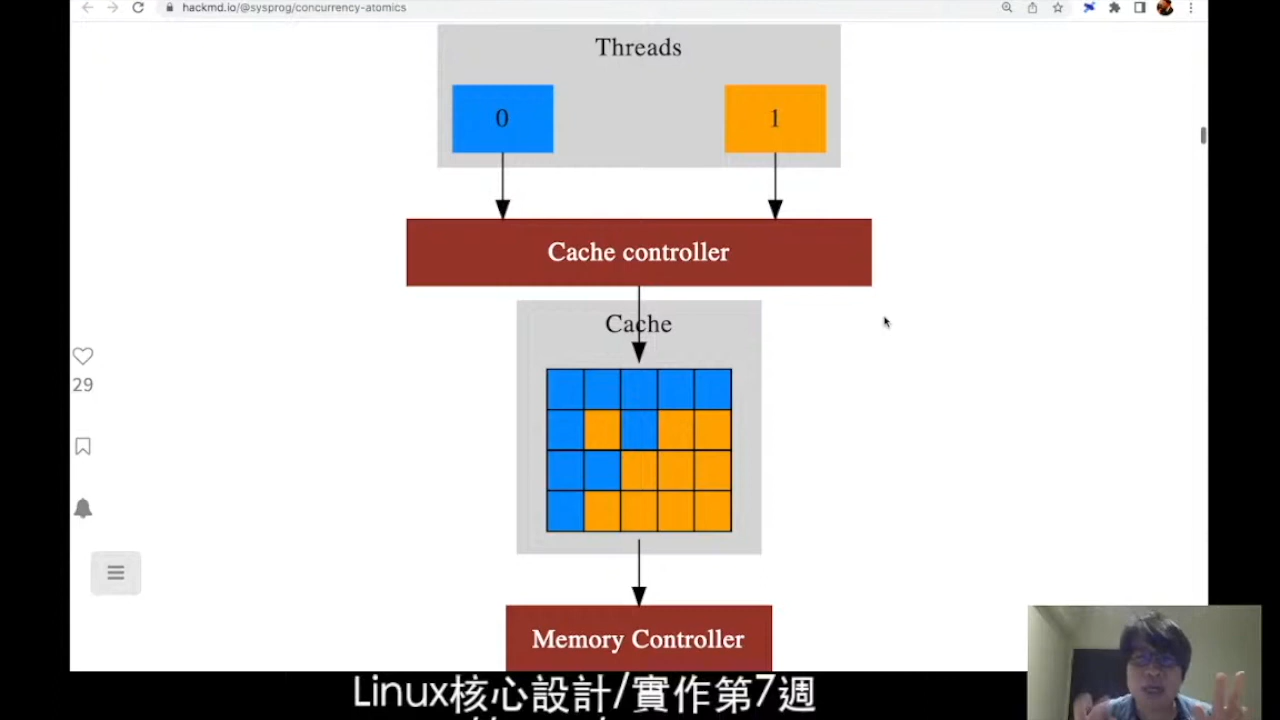 hackmd.io/@sysprog/concurrency-atomics
Threads
0
1
Cache controller
Cache
29
Memory Controller
Linux核心設計/實作第7週